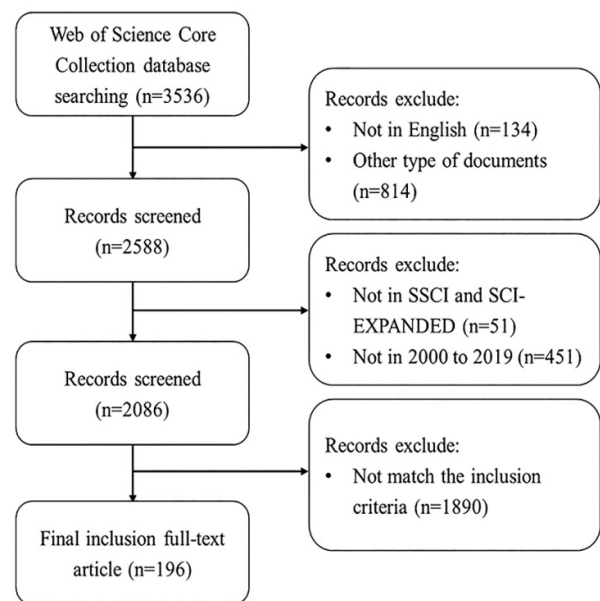 Web of Science Core
Collection database
searching (n=3536)
Records exclude:
• Not in English (n=134)
• Other type of documents
(n=814)
Records screened
(n=2588)
Records exclude:
• Not in SSCI and SCI-
EXPANDED (n=51)
• Not in 2000 to 2019 (n=451)
Records screened
(n=2086)
Records exclude:
• Not match the inclusion
criteria (n=1890)
Final inclusion full-text
article (n=196)